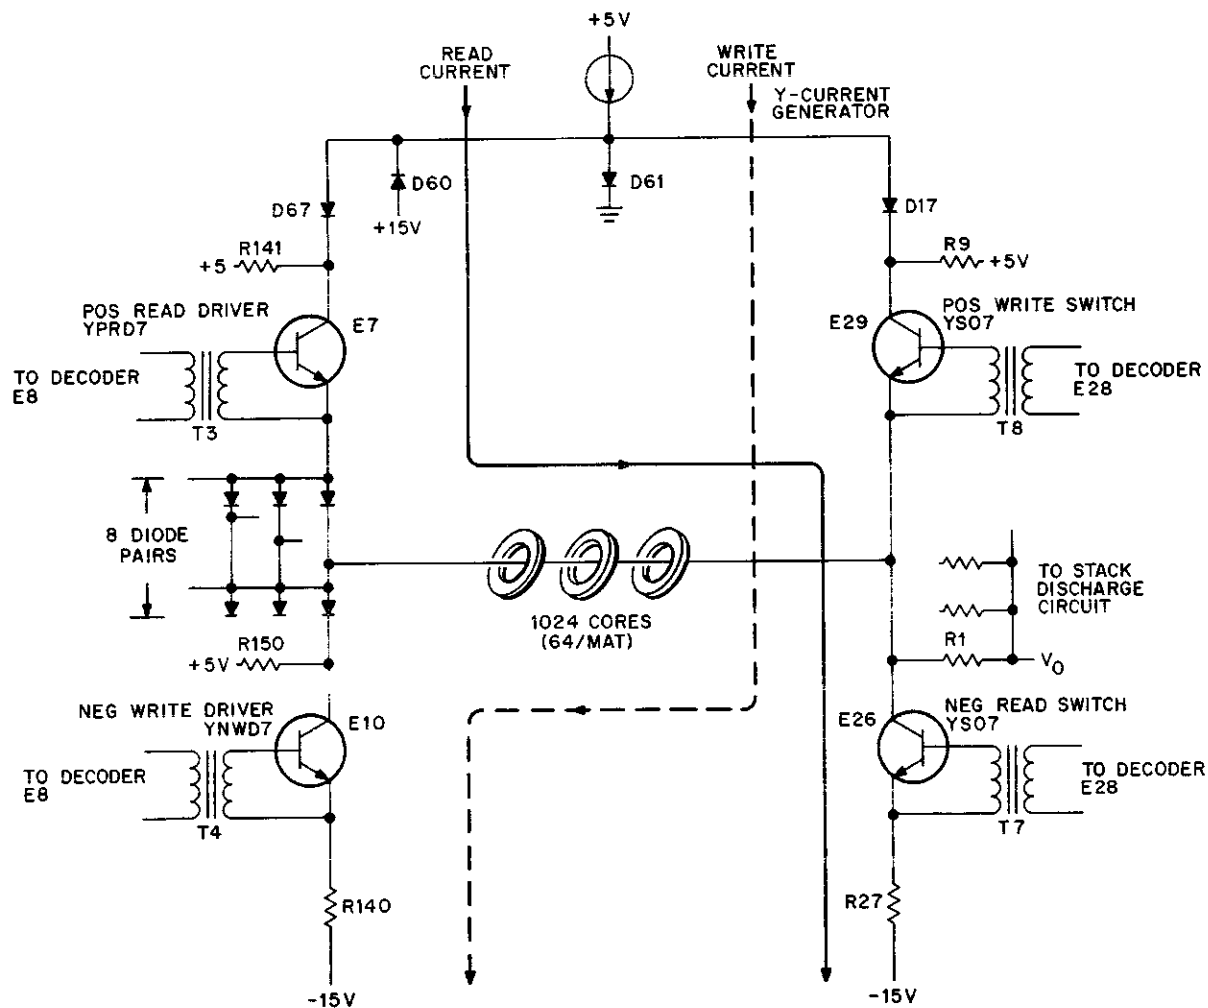 +5V
READ
CURRENT
WRITE
CURRENT
Y-CURRENT
GENERATOR
D60
D61
+15V
D67
D17
R141
+5
R9
+5V
POS READ DRIVER
YPRD7
E7
E29
POS WRITE SWITCH
YS07
TO DECODER
E8
T3
T8
TO DECODER
E28
8 DIODE
PAIRS
1024 CORES
(64/MAT)
TO STACK
DISCHARGE
CIRCUIT
R150
+5V
R1
V0
NEG WRITE DRIVER
YNWD7
E10
E26
NEG READ SWITCH
YS07
TO DECODER
E8
T4
T7
TO DECODER
E28
R140
R27
-15V
-15V